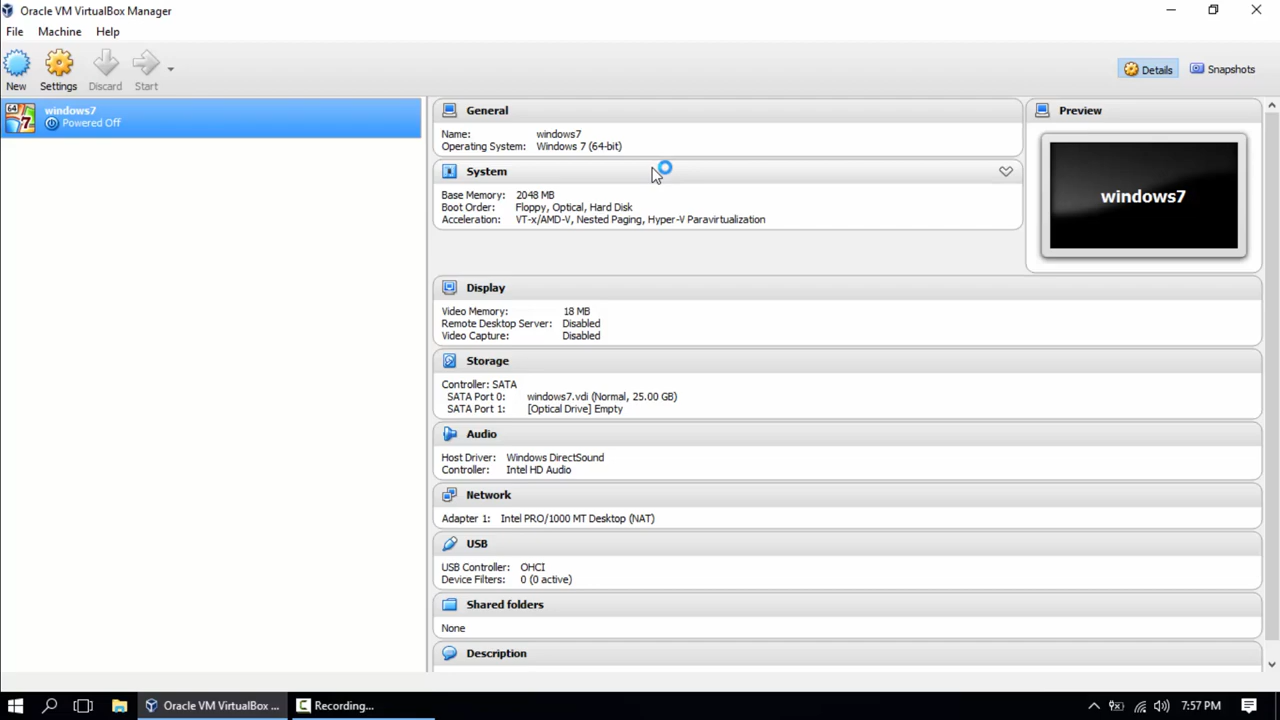 Oracle VM VirtualBox Manager
File Machine Help
New Settings Discard Start
Details Snapshots
64
7
windows7
Powered Off
General
Name: windows7
Operating System: Windows 7 (64-bit)
System
Base Memory: 2048 MB
Boot Order: Floppy, Optical, Hard Disk
Acceleration: VT-x/AMD-V, Nested Paging, Hyper-V Paravirtualization
Preview
windows7
Display
Video Memory: 18 MB
Remote Desktop Server: Disabled
Video Capture: Disabled
Storage
Controller: SATA
SATA Port 0: windows7.vdi (Normal, 25.00 GB)
SATA Port 1: [Optical Drive] Empty
Audio
Host Driver: Windows DirectSound
Controller: Intel HD Audio
Network
Adapter 1: Intel PRO/1000 MT Desktop (NAT)
USB
USB Controller: OHCI
Device Filters: 0 (0 active)
Shared folders
None
Description
Oracle VM VirtualBox ... Recording... 7:57 PM